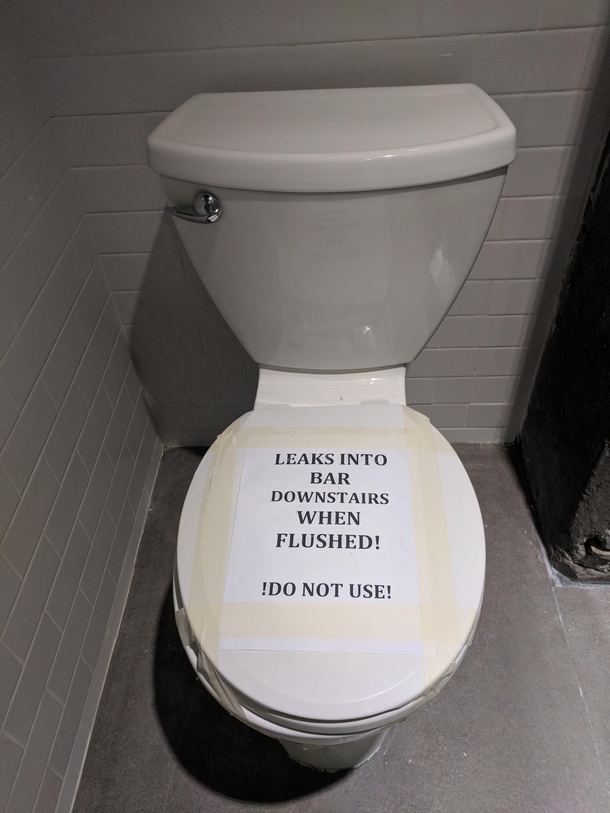 LEAKS INTO
BAR
DOWNSTAIRS
WHEN
FLUSHED!
!DO NOT USE!